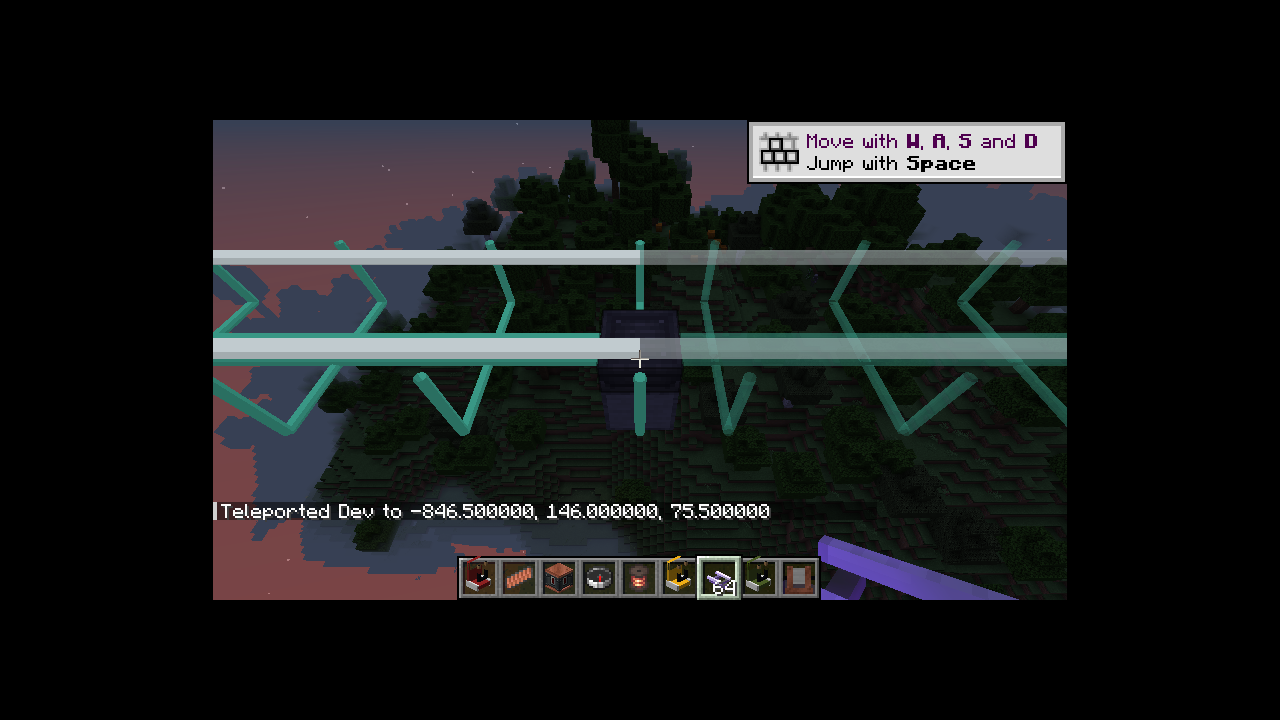 Move with W, A, S and D
Jump with Space
Teleported Dev to -846.500000, 146.000000, 75.500000
64